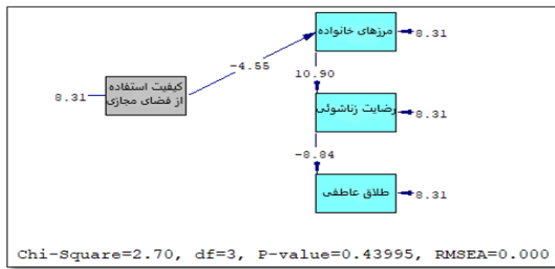 مرزهای خانواده
8.31
-4.55
10.90
8.31
کیفیت استفاده
از فضای مجازی
رضایت زناشوئی
8.31
-8.84
طلاق عاطفی
8.31
Chi-Square=2.70, df=3, P-value=0.43995, RMSEA=0.000